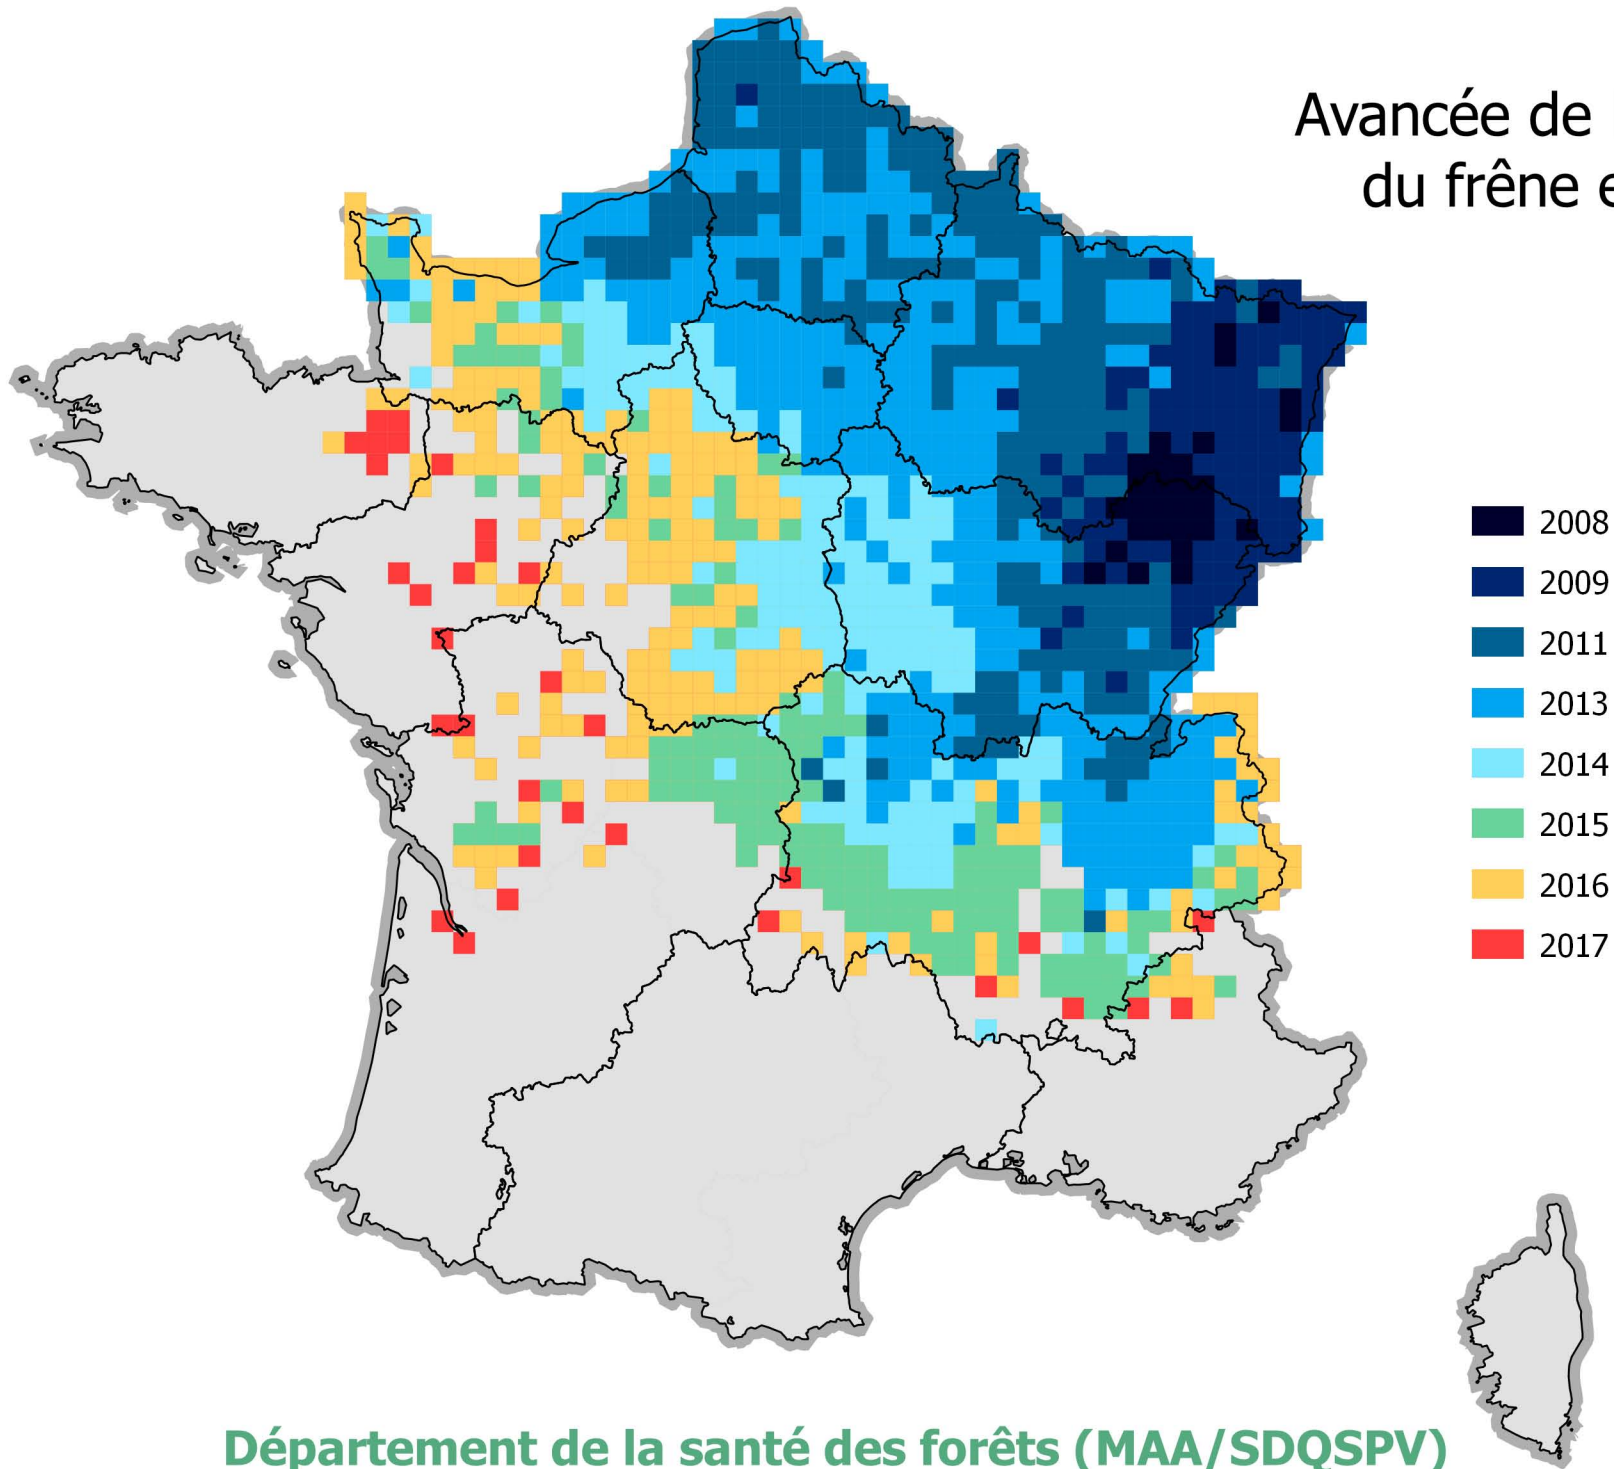 Avancée de
du frêne e
2008
2009
2011
2013
2014
2015
2016
2017
Département de la santé des forêts (MAA/SDQSPV)